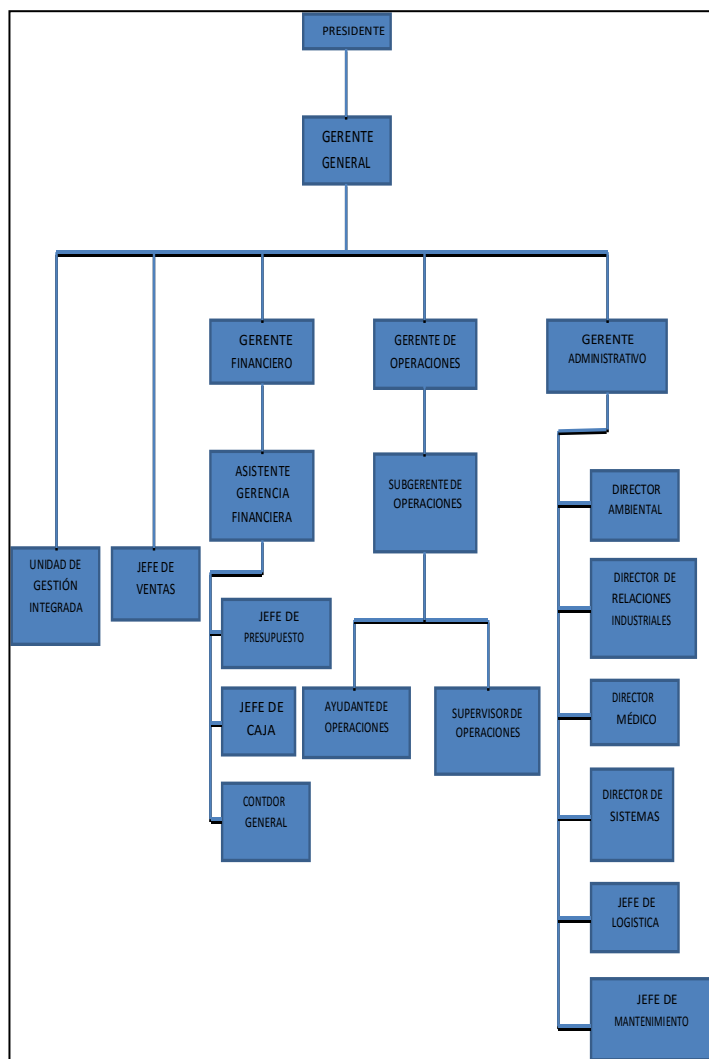 PRESIDENTE
GERENTE
GENERAL
GERENTE
FINANCIERO
GERENTE DE
OPERACIONES
GERENTE
ADMINISTRATIVO
ASISTENTE
GERENCIA
FINANCIERA
SUBGERENTE DE
OPERACIONES
DIRECTOR
AMBIENTAL
UNIDAD DE
GESTIÓN
INTEGRADA
JEFE DE
VENTAS
DIRECTOR DE
RELACIONES
INDUSTRIALES
JEFE DE
PRESUPUESTO
JEFE DE
CAJA
AYUDANTE DE
OPERACIONES
SUPERVISOR DE
OPERACIONES
DIRECTOR
MÉDICO
CONTDOR
GENERAL
DIRECTOR DE
SISTEMAS
JEFE DE
LOGISTICA
JEFE DE
MANTENIMIENTO